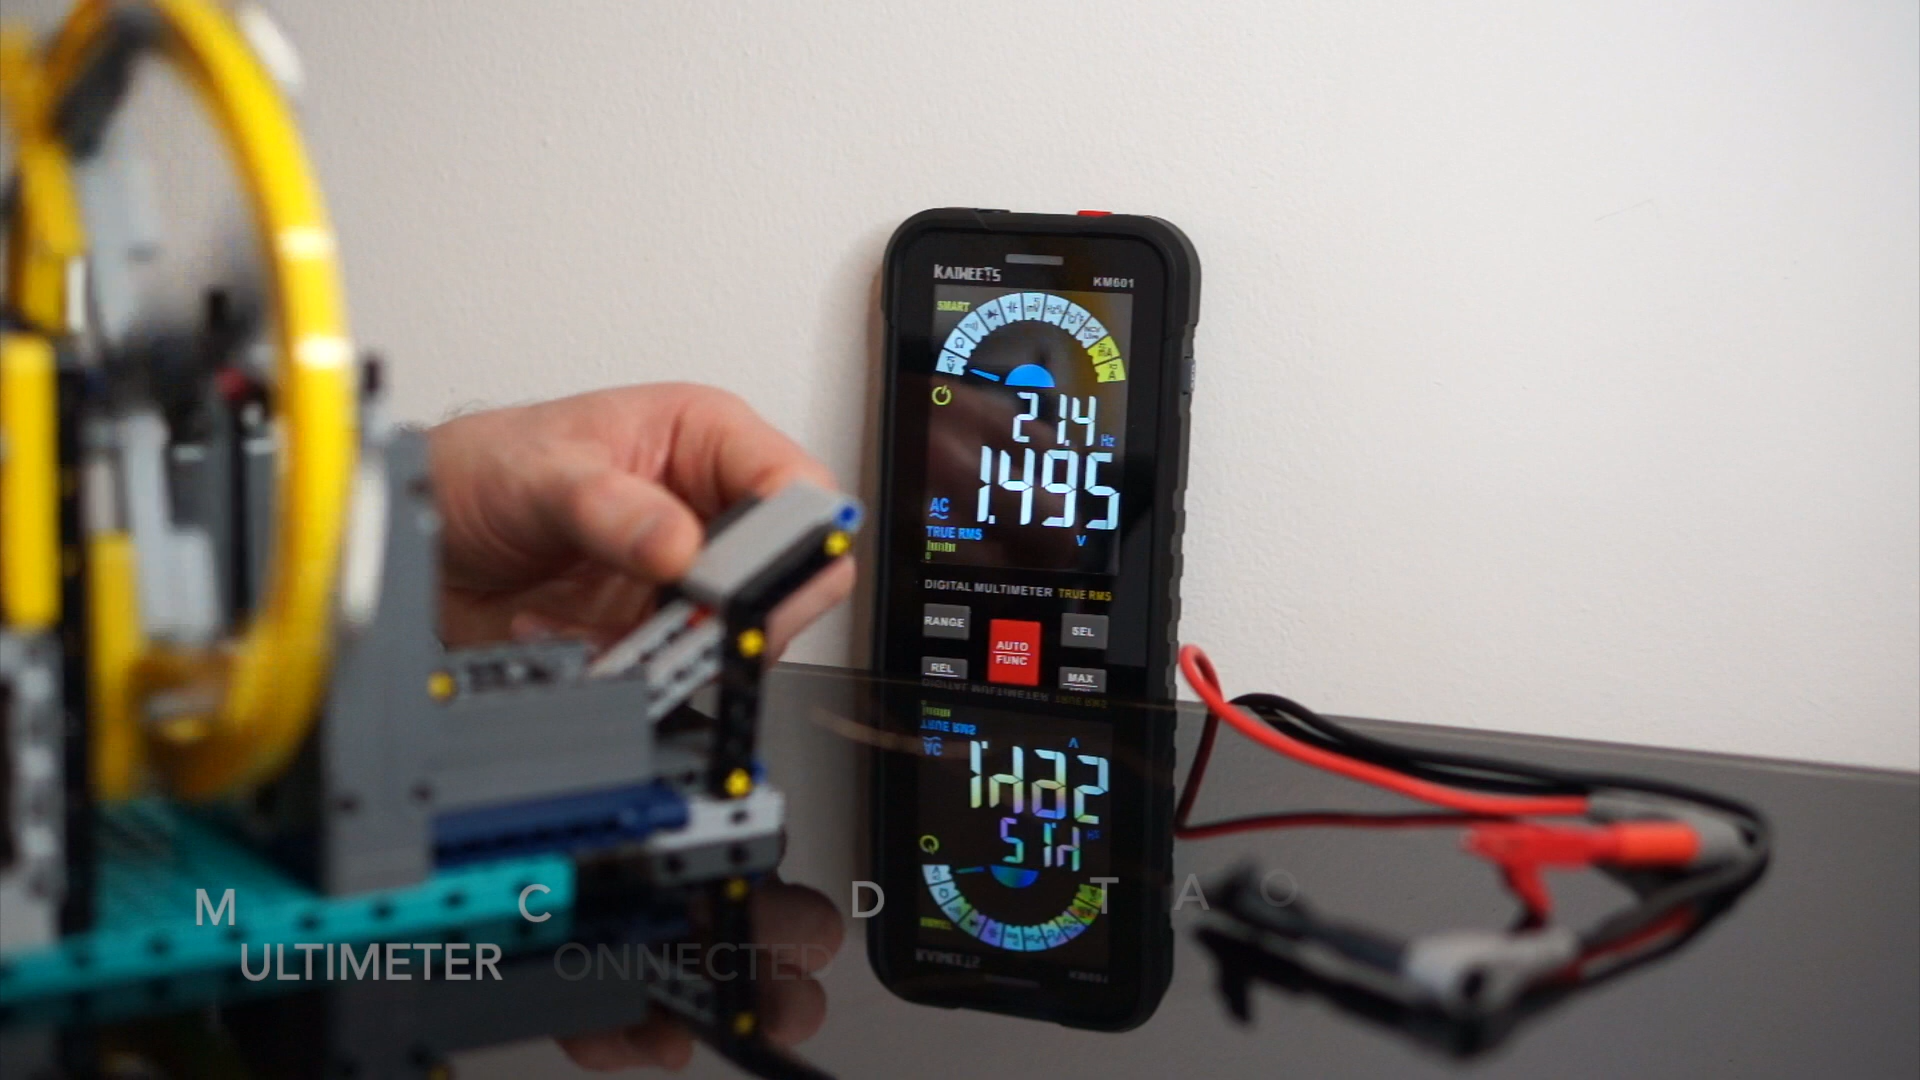 KAIWEETS
KM601
SMART
21.4 Hz
1.495
AC
TRUE RMS
V
DIGITAL MULTIMETER TRUE RMS
RANGE
SEL
AUTO
FUNC
REL
MAX
M C D T A O
ULTIMETER ONNECTED